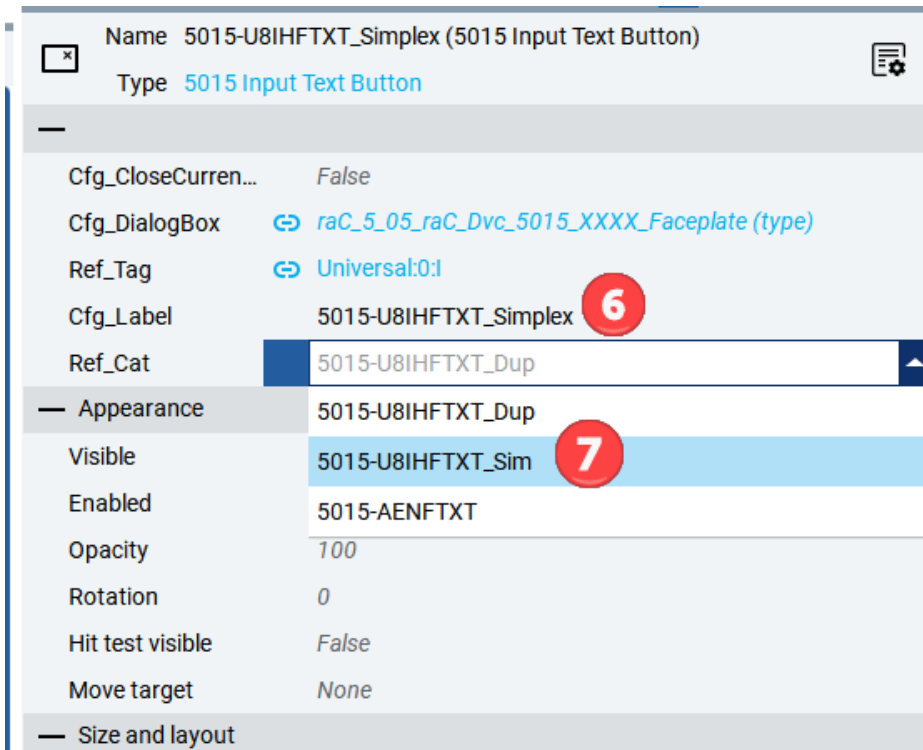 Name 5015-U8IHFTXT_Simplex (5015 Input Text Button)
Type 5015 Input Text Button
Cfg_CloseCurren... False
Cfg_DialogBox raC_5_05_raC_Dvc_5015_XXXX_Faceplate (type)
Ref_Tag Universal:0:I
Cfg_Label 5015-U8IHFTXT_Simplex 6
Ref_Cat 5015-U8IHFTXT_Dup
Appearance 5015-U8IHFTXT_Dup
Visible 5015-U8IHFTXT_Sim 7
Enabled 5015-AENFTXT
Opacity 100
Rotation 0
Hit test visible False
Move target None
Size and layout